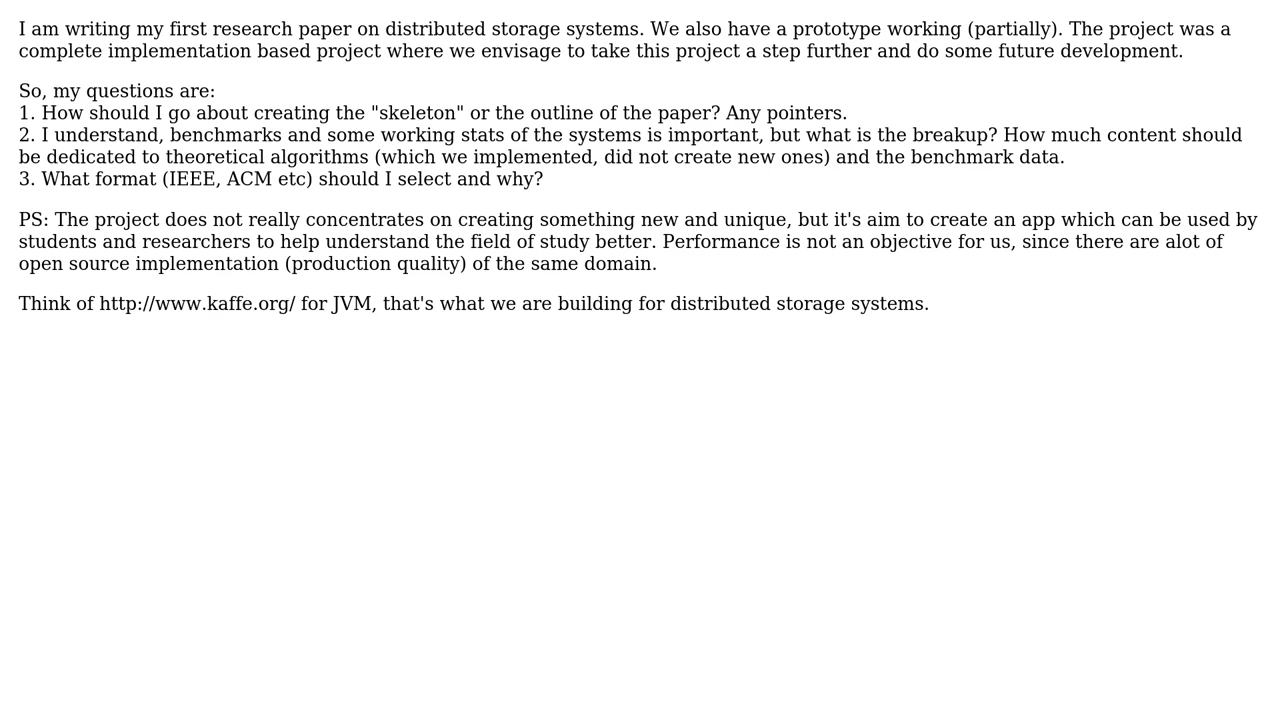 I am writing my first research paper on distributed storage systems. We also have a prototype working (partially). The project was a
complete implementation based project where we envisage to take this project a step further and do some future development.
So, my questions are:
1. How should I go about creating the "skeleton" or the outline of the paper? Any pointers.
2. I understand, benchmarks and some working stats of the systems is important, but what is the breakup? How much content should
be dedicated to theoretical algorithms (which we implemented, did not create new ones) and the benchmark data.
3. What format (IEEE, ACM etc) should I select and why?
PS: The project does not really concentrates on creating something new and unique, but it's aim to create an app which can be used by
students and researchers to help understand the field of study better. Performance is not an objective for us, since there are alot of
open source implementation (production quality) of the same domain.
Think of http://www.kaffe.org/ for JVM, that's what we are building for distributed storage systems.